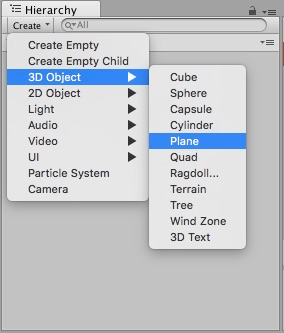 Hierarchy
Create
All
Create Empty
Create Empty Child
3D Object
2D Object
Light
Audio
Video
UI
Particle System
Camera
Cube
Sphere
Capsule
Cylinder
Plane
Quad
Ragdoll...
Terrain
Tree
Wind Zone
3D Text